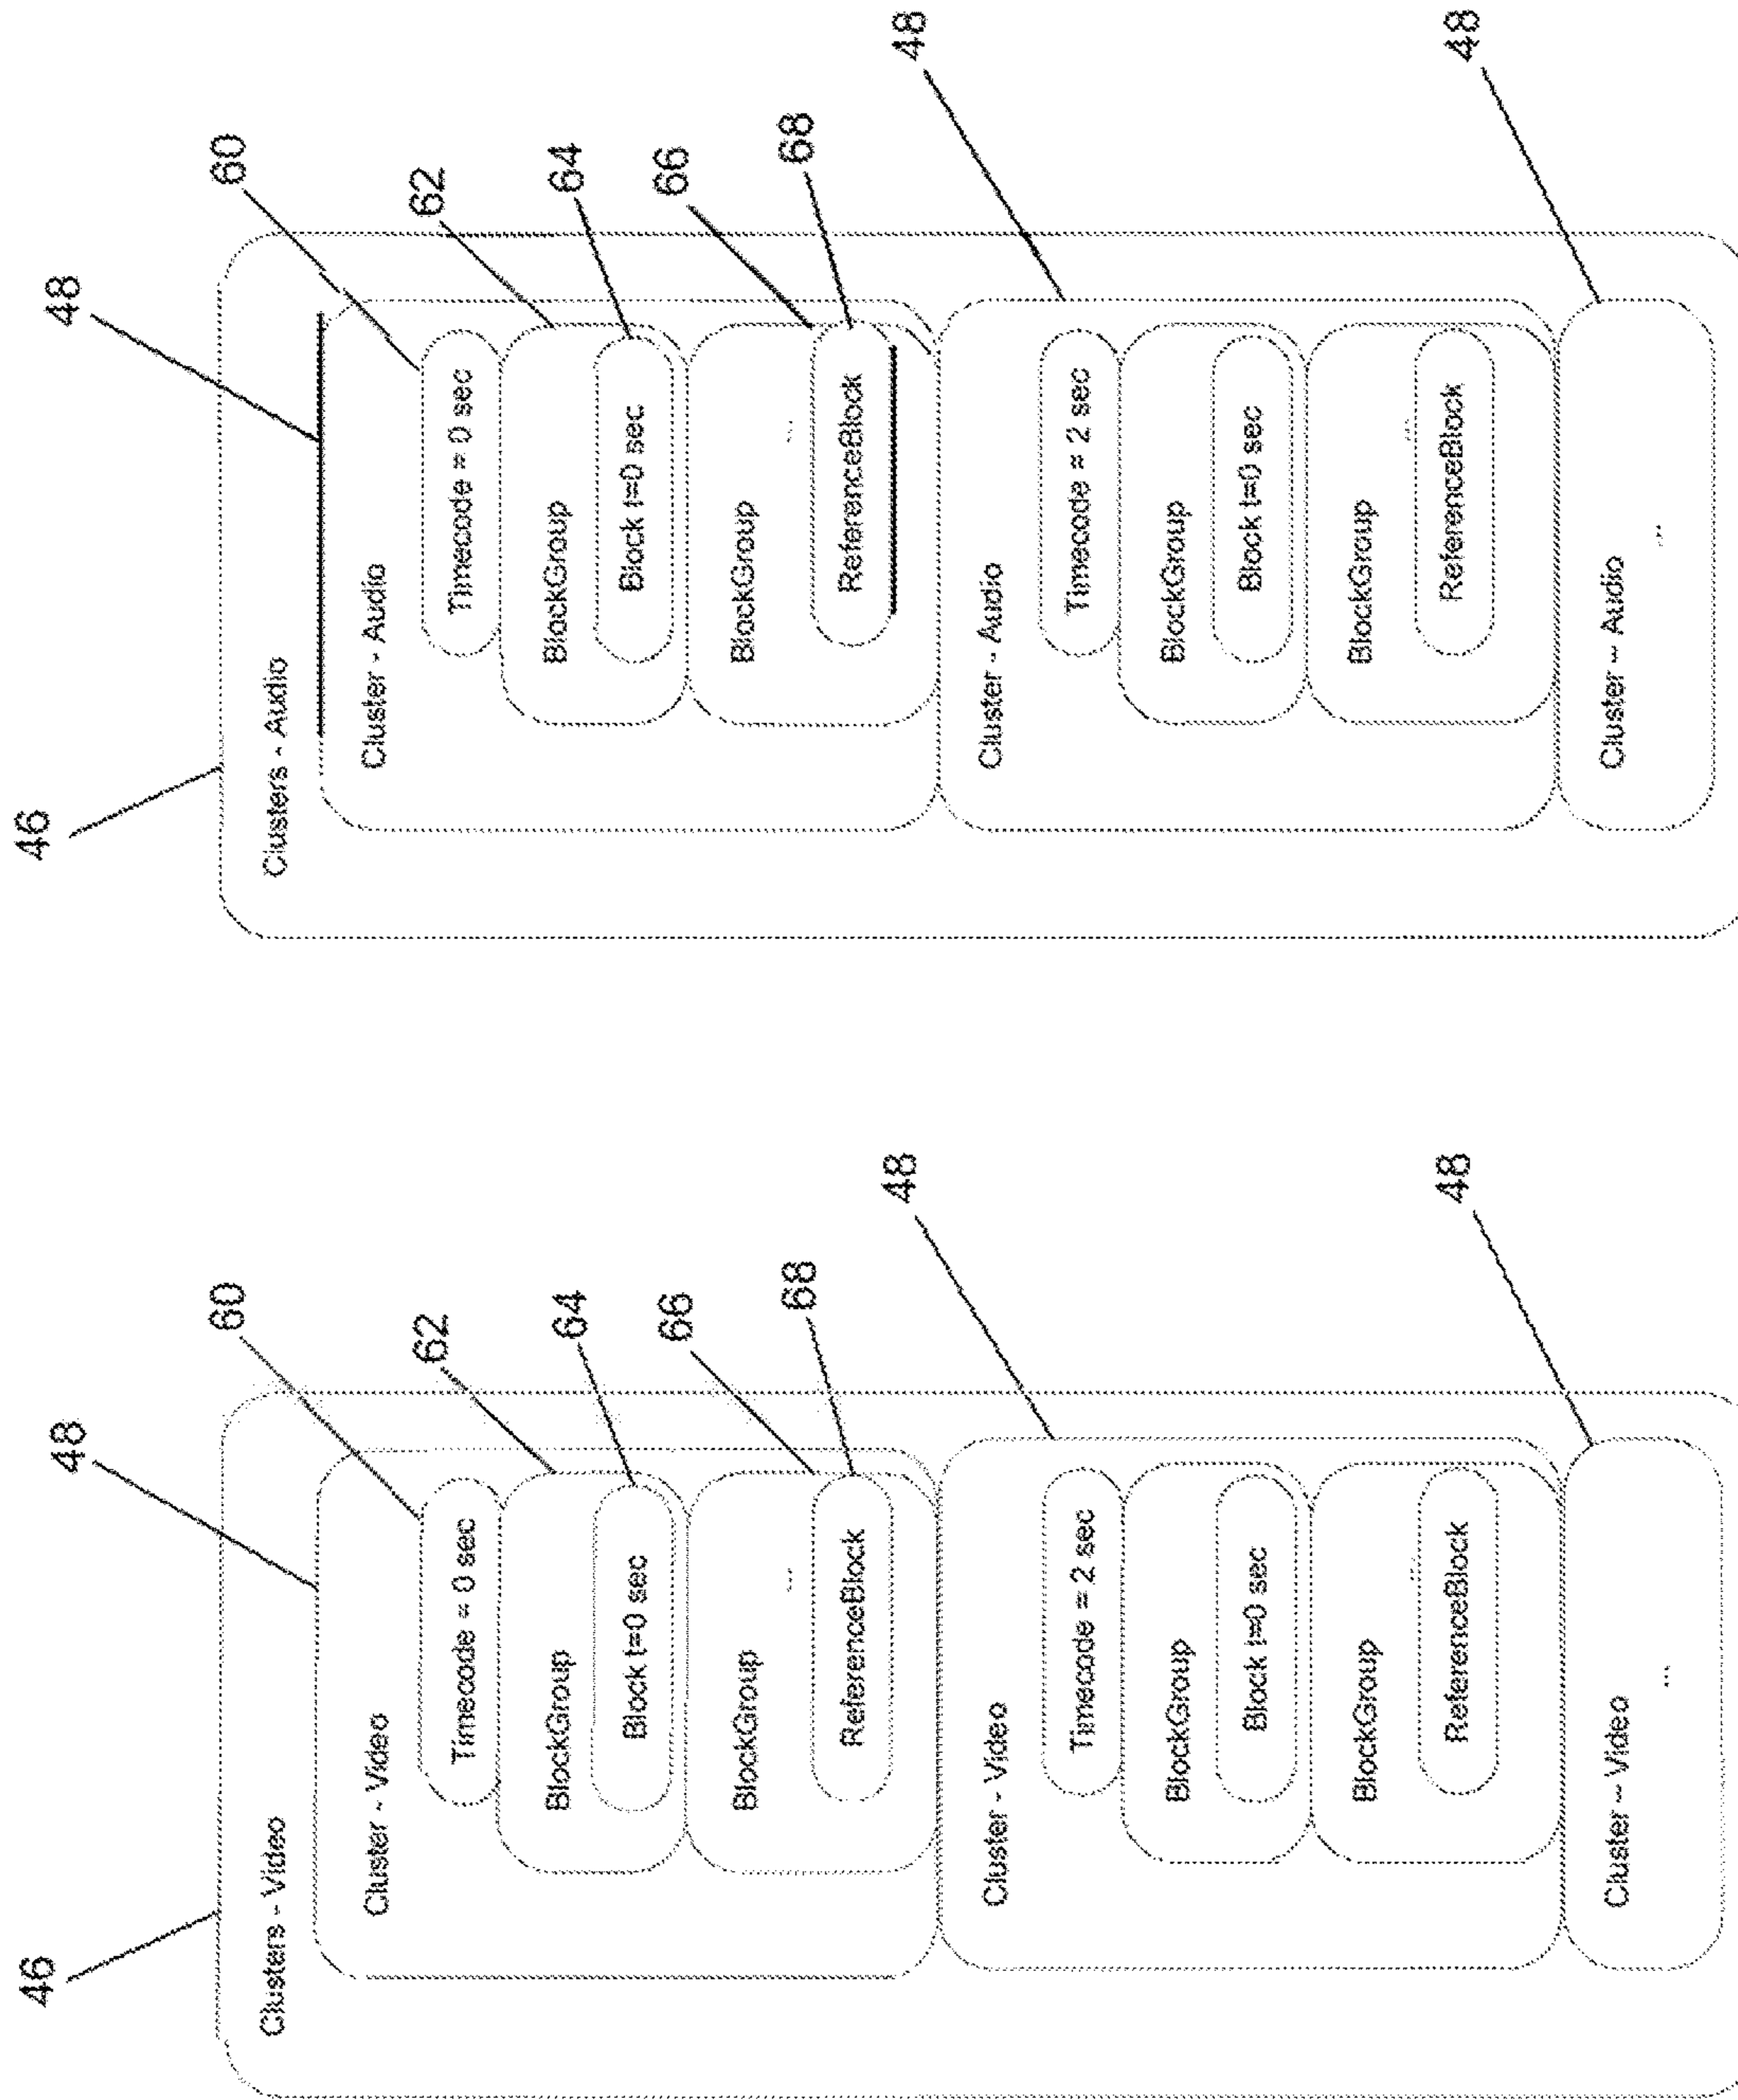 46
48
Clusters - Video
60
Cluster - Video
62
Timecode = 0 sec
BlockGroup
64
Block t=0 sec
66
BlockGroup
...
68
ReferenceBlock
48
Cluster - Video
Timecode = 2 sec
BlockGroup
Block t=0 sec
BlockGroup
...
ReferenceBlock
48
Cluster – Video
...
46
48
Clusters - Audio
60
Cluster - Audio
62
Timecode = 0 sec
BlockGroup
64
Block t=0 sec
66
BlockGroup
...
68
ReferenceBlock
48
Cluster - Audio
Timecode = 2 sec
BlockGroup
Block t=0 sec
BlockGroup
...
ReferenceBlock
48
Cluster – Audio
...